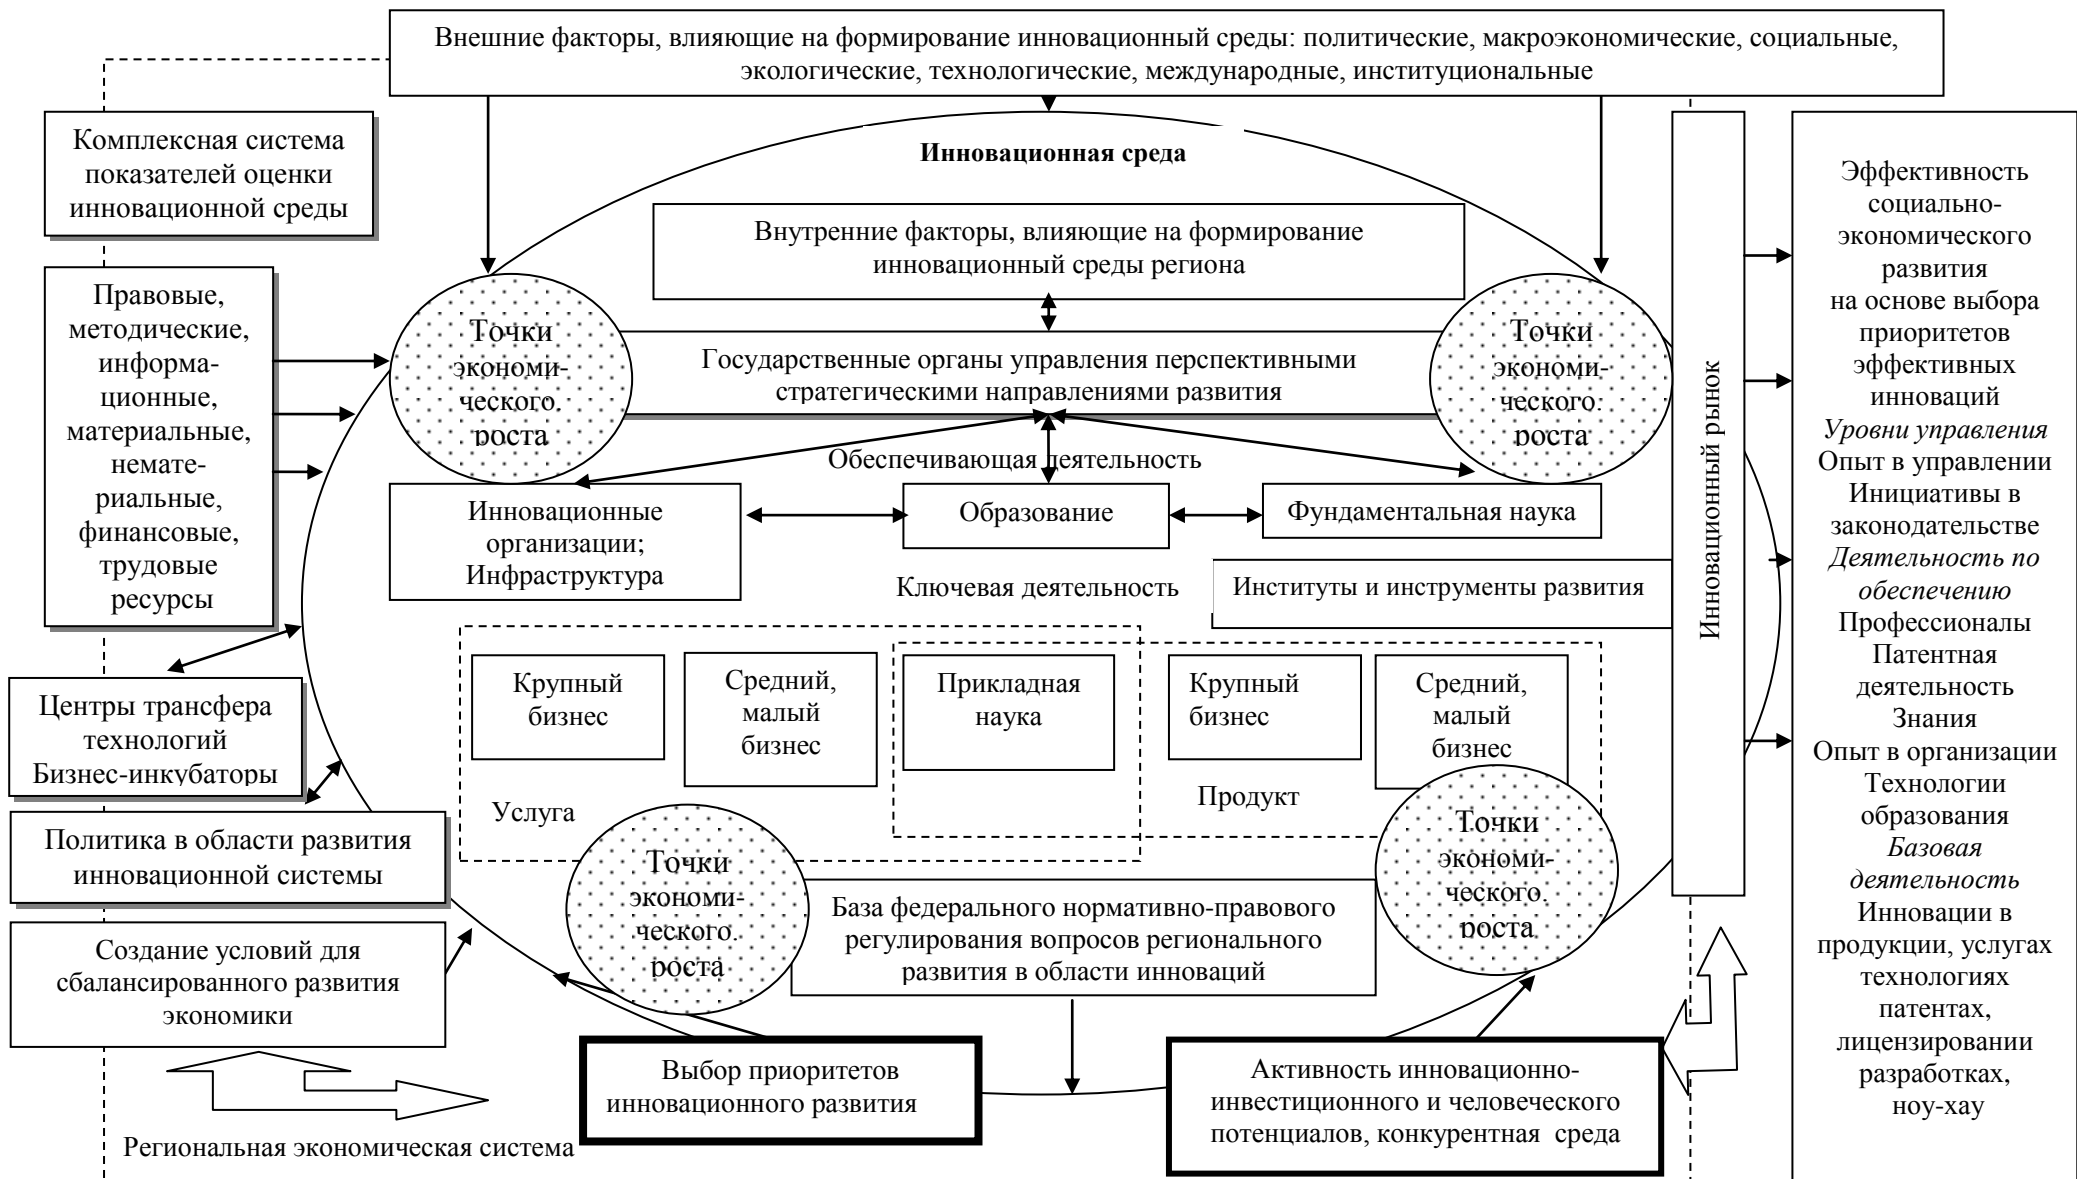 Внешние факторы, влияющие на формирование инновационный среды: политические, макроэкономические, социальные,
экологические, технологические, международные, институциональные
Комплексная система
показателей оценки
инновационной среды
Инновационная среда
Внутренние факторы, влияющие на формирование
инновационный среды региона
Правовые,
методические,
информа-
ционные,
материальные,
немате-
риальные,
финансовые,
трудовые
ресурсы
Точки
экономи-
ческого
роста
Государственные органы управления перспективными
стратегическими направлениями развития
Точки
экономи-
ческого
роста
Обеспечивающая деятельность
Инновационные
организации;
Инфраструктура
Образование
Фундаментальная наука
Ключевая деятельность
Институты и инструменты развития
Центры трансфера
технологий
Бизнес-инкубаторы
Крупный
бизнес
Средний,
малый
бизнес
Прикладная
наука
Крупный
бизнес
Средний,
малый
бизнес
Услуга
Продукт
Политика в области развития
инновационной системы
Точки
экономи-
ческого
роста
Точки
экономи-
ческого
роста
База федерального нормативно-правового
регулирования вопросов регионального
развития в области инноваций
Создание условий для
сбалансированного развития
экономики
Выбор приоритетов
инновационного развития
Активность инновационно-
инвестиционного и человеческого
потенциалов, конкурентная среда
Региональная экономическая система
Инновационный рынок
Эффективность
социально-
экономического
развития
на основе выбора
приоритетов
эффективных
инноваций
Уровни управления
Опыт в управлении
Инициативы в
законодательстве
Деятельность по
обеспечению
Профессионалы
Патентная
деятельность
Знания
Опыт в организации
Технологии
образования
Базовая
деятельность
Инновации в
продукции, услугах
технологиях
патентах,
лицензировании
разработках,
ноу-хау